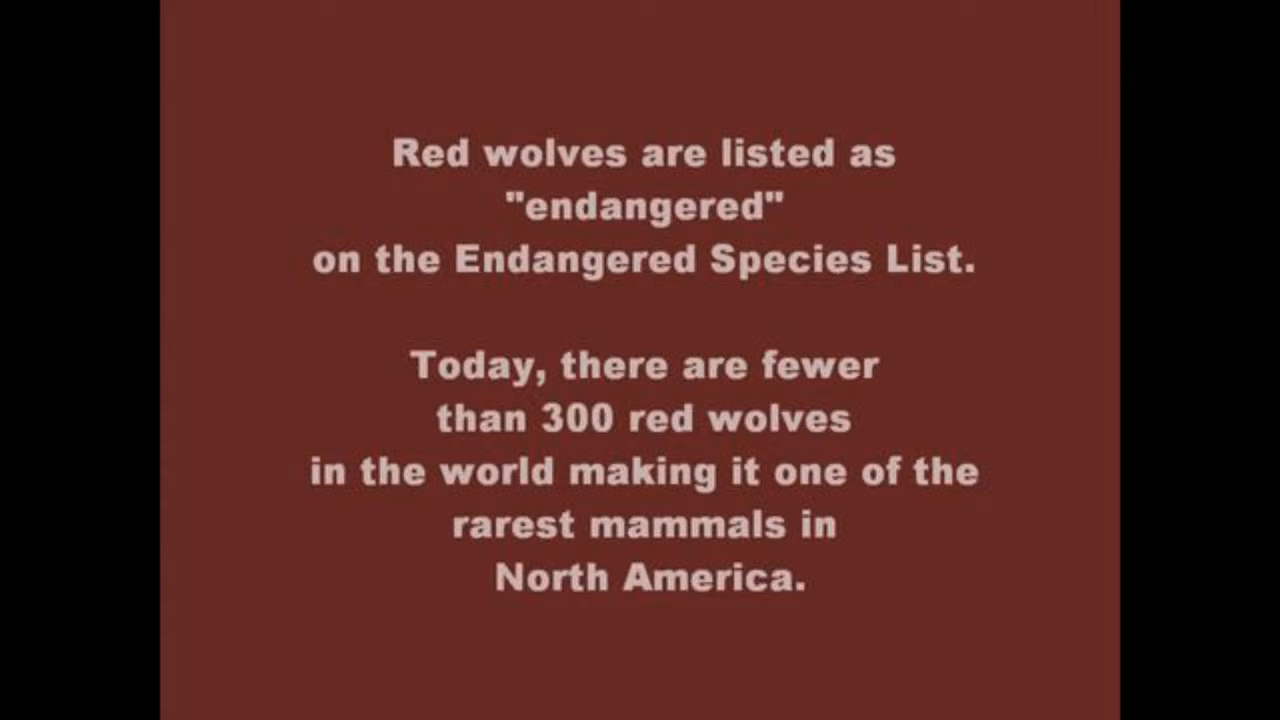 Red wolves are listed as
"endangered"
on the Endangered Species List.
Today, there are fewer
than 300 red wolves
in the world making it one of the
rarest mammals in
North America.